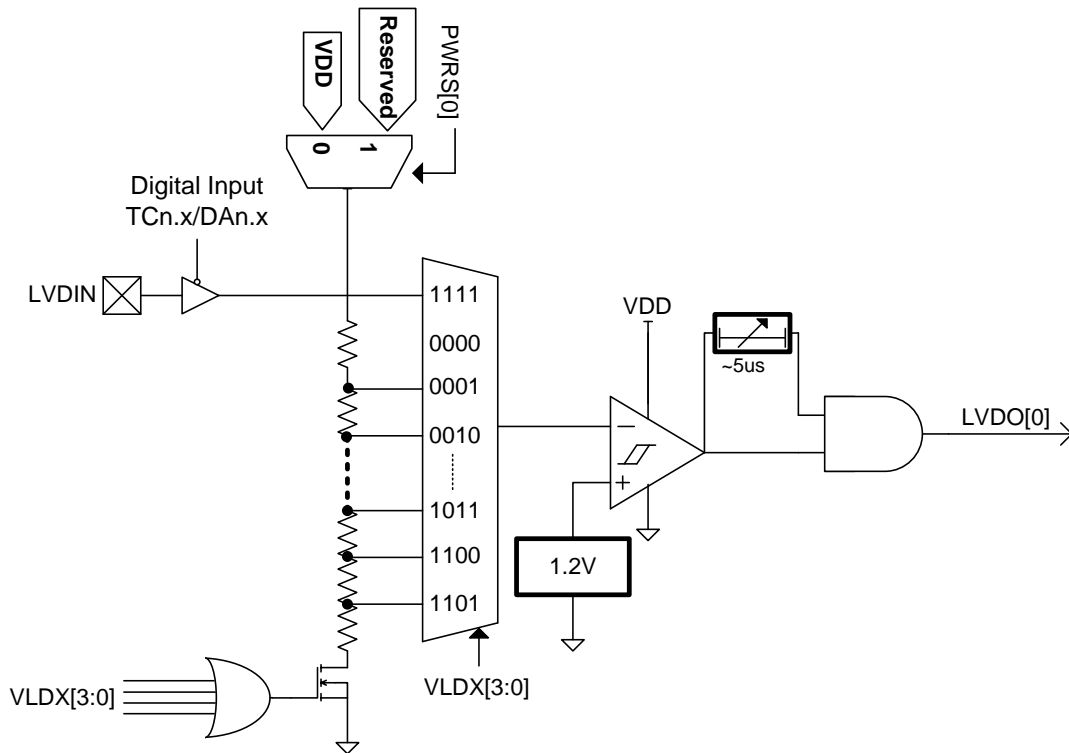 VDD
Reserved
PWRS[0]
0
1
Digital Input
TCn.x/DAn.x
LVDIN
1111
0000
0001
0010
1011
1100
1101
VDD
~5us
LVDO[0]
1.2V
VLDX[3:0]
VLDX[3:0]